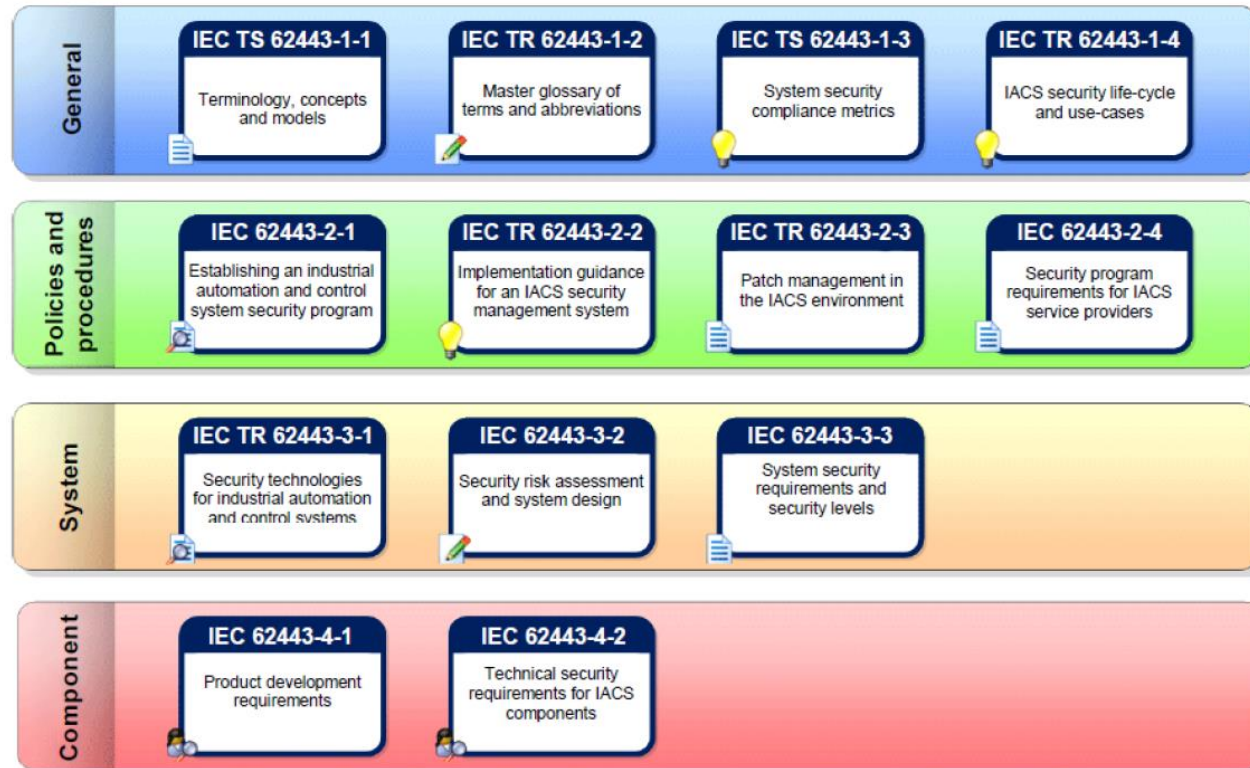 General
IEC TS 62443-1-1
Terminology, concepts
and models
IEC TR 62443-1-2
Master glossary of
terms and abbreviations
IEC TS 62443-1-3
System security
compliance metrics
IEC TR 62443-1-4
IACS security life-cycle
and use-cases
Policies and
procedures
IEC 62443-2-1
Establishing an industrial
automation and control
system security program
IEC TR 62443-2-2
Implementation guidance
for an IACS security
management system
IEC TR 62443-2-3
Patch management in
the IACS environment
IEC 62443-2-4
Security program
requirements for IACS
service providers
System
IEC TR 62443-3-1
Security technologies
for industrial automation
and control systems
IEC 62443-3-2
Security risk assessment
and system design
IEC 62443-3-3
System security
requirements and
security levels
Component
IEC 62443-4-1
Product development
requirements
IEC 62443-4-2
Technical security
requirements for IACS
components